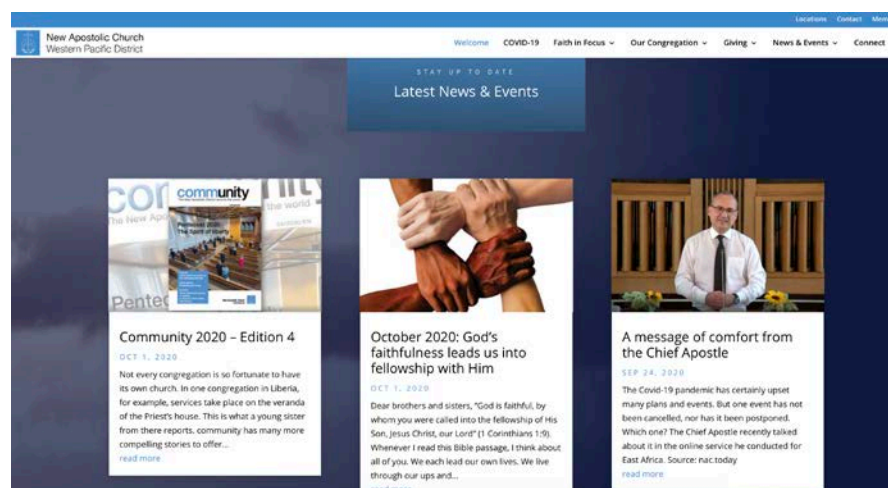 Locations Contact
New Apostolic Church
Western Pacific District
Welcome COVID-19 Faith in Focus Our Congregation Giving News & Events Connect
STAY UP TO DATE
Latest News & Events
community
Pentecost 2020:
The Spirit of liberty
the world
The New
Community 2020 – Edition 4
OCT 1, 2020
Not every congregation is so fortunate to have
its own church. In one congregation in Liberia,
for example, services take place on the veranda
of the Priest's house. This is what a young sister
from there reports. community has many more
compelling stories to offer...
read more
October 2020: God's
faithfulness leads us into
fellowship with Him
OCT 1, 2020
Dear brothers and sisters, "God is faithful, by
whom you were called into the fellowship of His
Son, Jesus Christ, our Lord" (1 Corinthians 1:9).
Whenever I read this Bible passage, I think about
all of you. We each lead our own lives. We live
through our ups and...
A message of comfort from
the Chief Apostle
SEP 24, 2020
The Covid-19 pandemic has certainly upset
many plans and events. But one event has not
been cancelled, nor has it been postponed.
Which one? The Chief Apostle recently talked
about it in the online service he conducted for
East Africa. Source: nac.today
read more